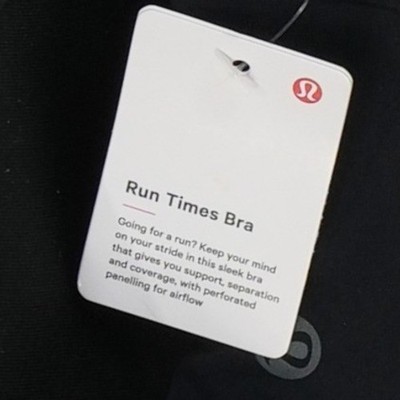 Run Times Bra
Going for a run? Keep your mind
on your stride in this sleek bra
that gives you support, separation
and coverage, with perforated
panelling for airflow